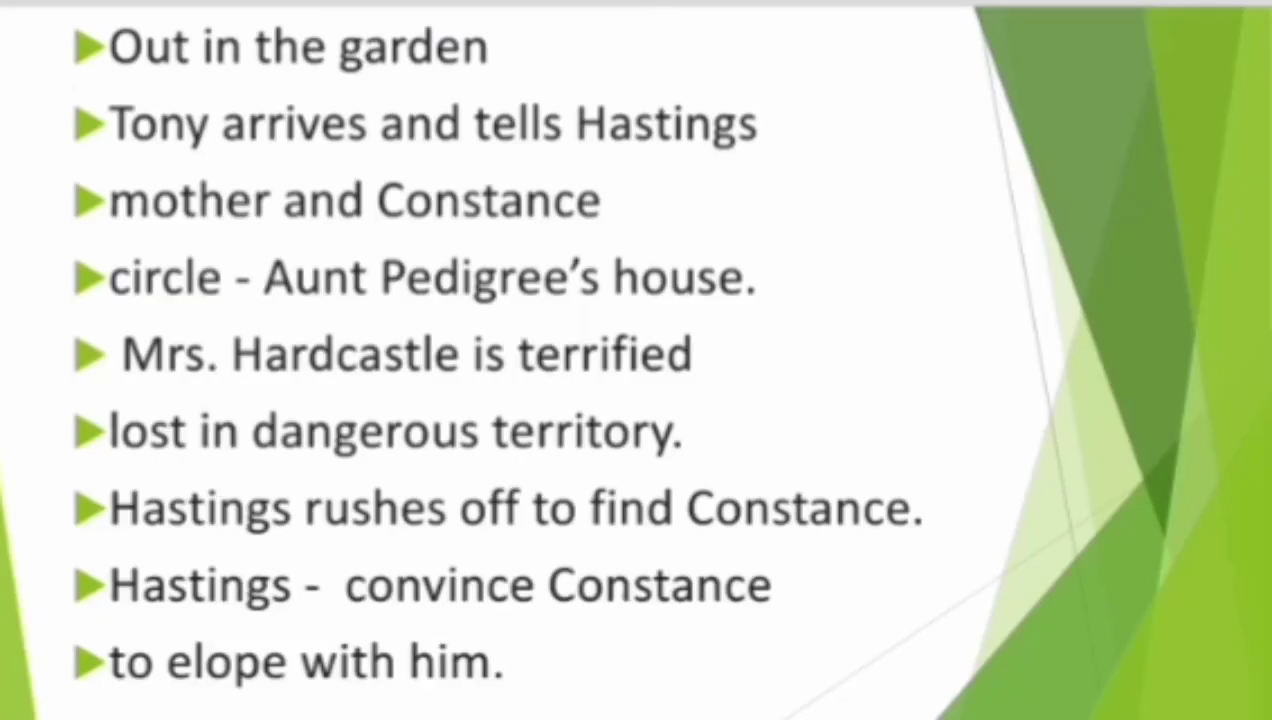 Out in the garden
Tony arrives and tells Hastings
mother and Constance
circle - Aunt Pedigree’s house.
Mrs. Hardcastle is terrified
lost in dangerous territory.
Hastings rushes off to find Constance.
Hastings - convince Constance
to elope with him.